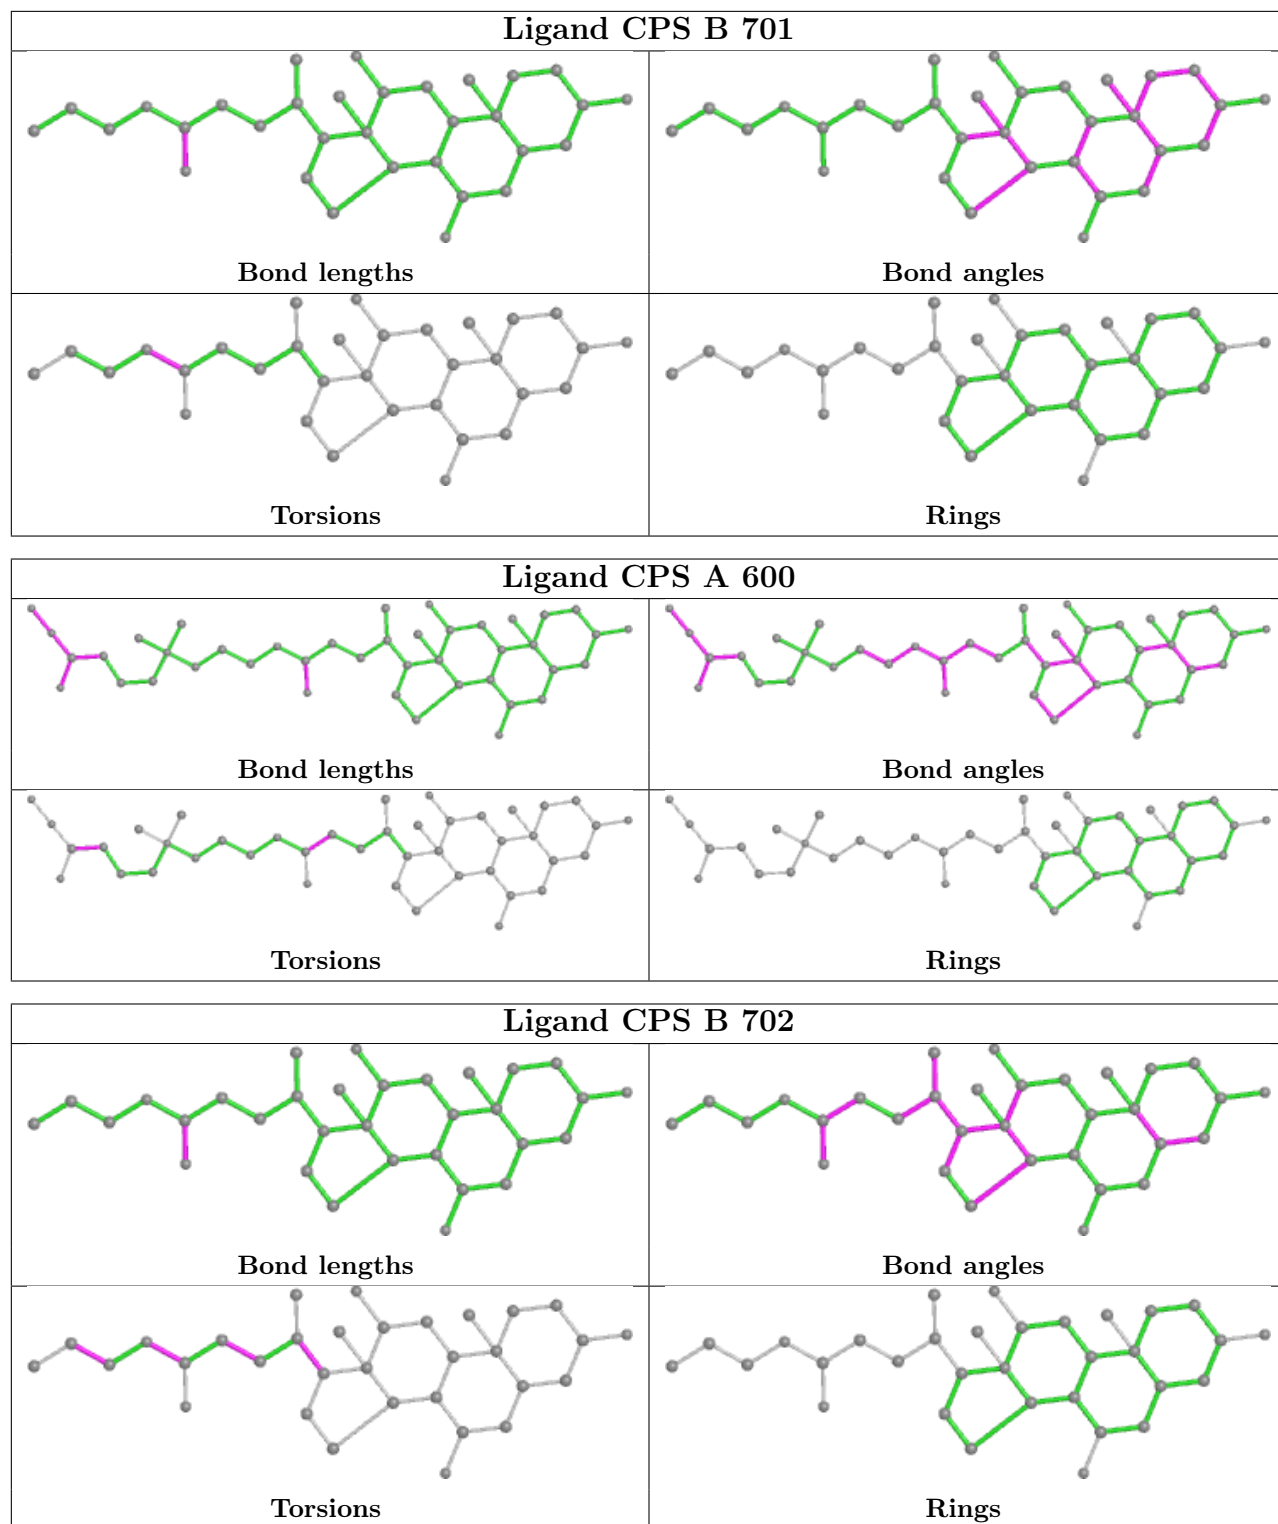 Ligand CPS B 701
Bond lengths
Bond angles
Torsions
Rings
Ligand CPS A 600
Bond lengths
Bond angles
Torsions
Rings
Ligand CPS B 702
Bond lengths
Bond angles
Torsions
Rings